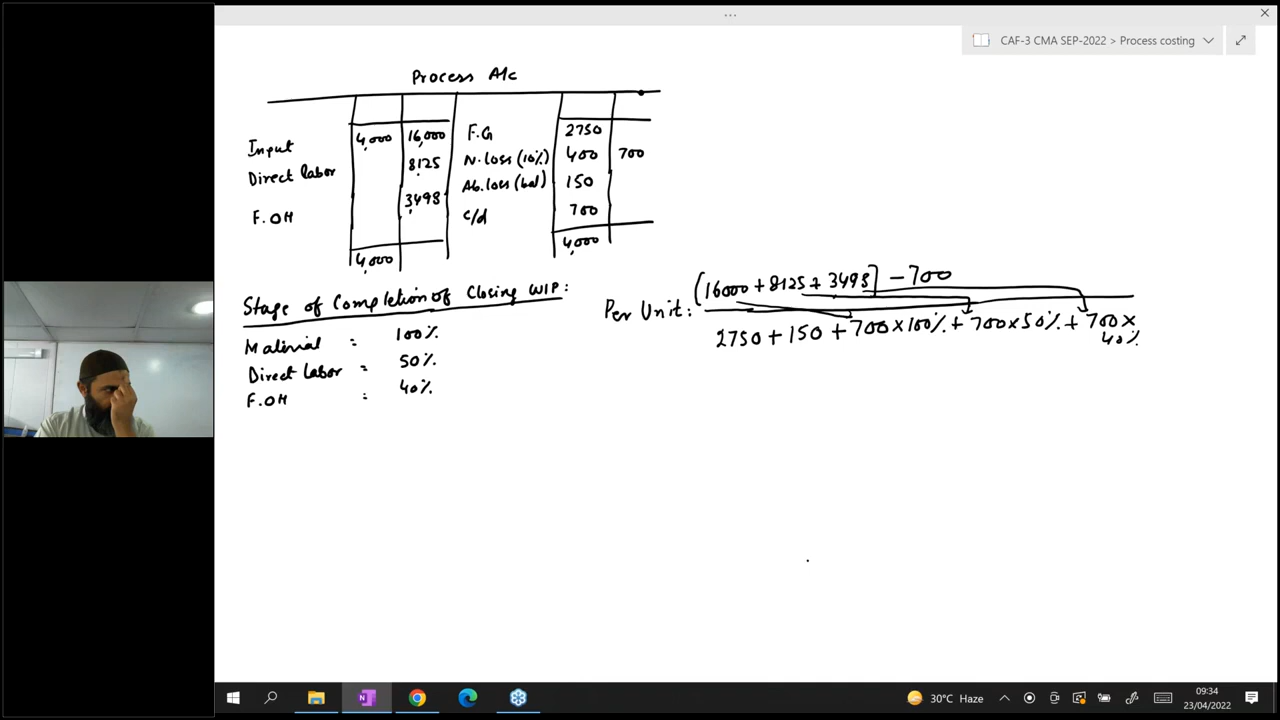 CAF-3 CMA SEP-2022 > Process costing
Process A/c
Input 4,000 16,000 F.G 2750
Direct labor 8125 N.loss (10%) 400 700
Ab.loss (bal) 150
F.OH 3498 c/d 700
4,000 4,000
Stage of Completion of Closing WIP:
Material = 100%
Direct labor = 50%
F.OH : 40%
Per Unit: (16000 + 8125 + 3498] - 700
2750 + 150 + 700 × 100% + 700 × 50% + 700 ×
40%
30°C Haze
09:34
23/04/2022